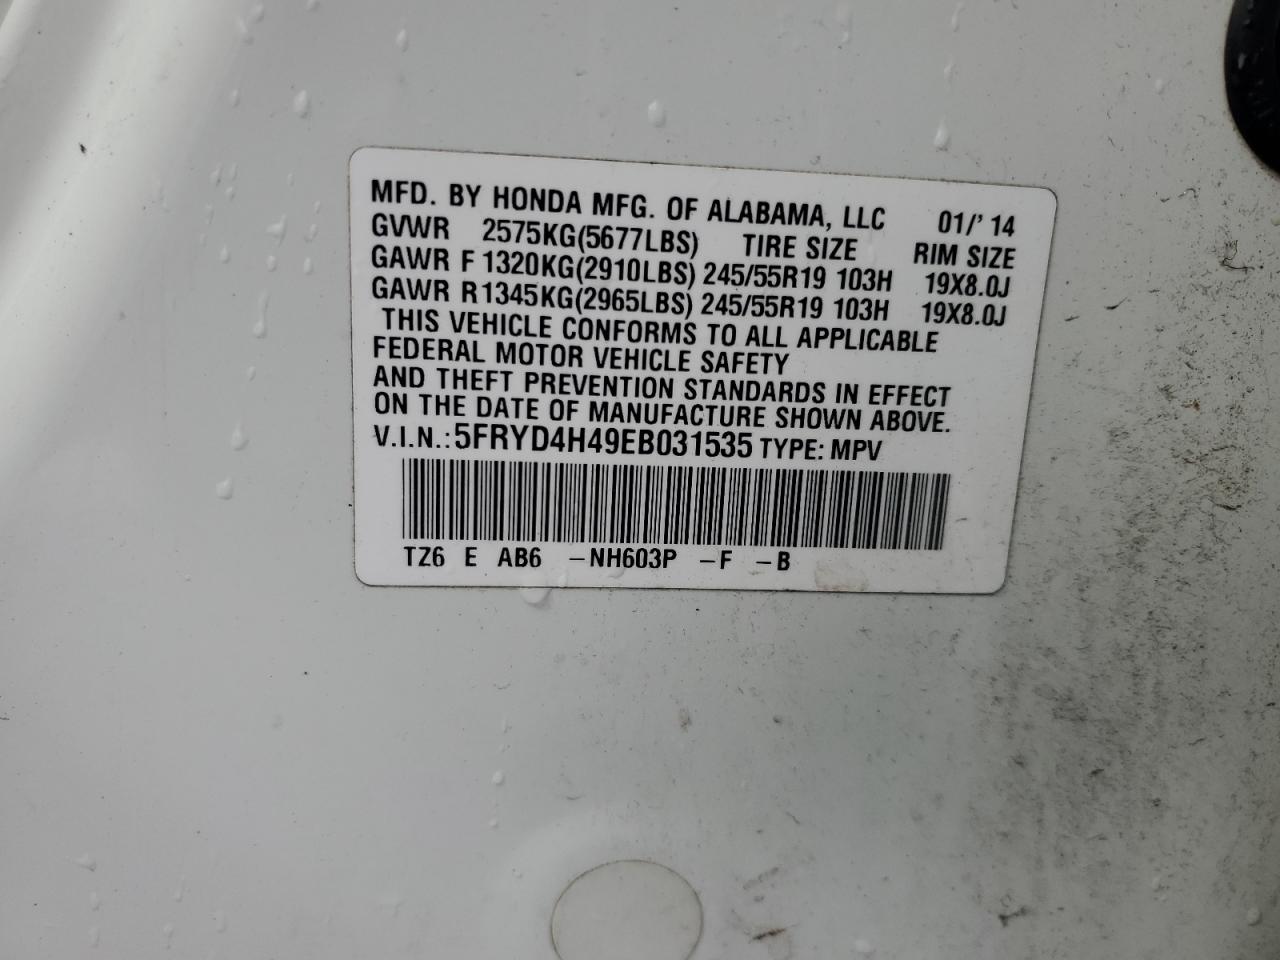 MFD. BY HONDA MFG. OF ALABAMA, LLC 01/' 14
GVWR 2575KG(5677LBS) TIRE SIZE RIM SIZE
GAWR F 1320KG(2910LBS) 245/55R19 103H 19X8.0J
GAWR R 1345KG(2965LBS) 245/55R19 103H 19X8.0J
THIS VEHICLE CONFORMS TO ALL APPLICABLE
FEDERAL MOTOR VEHICLE SAFETY
AND THEFT PREVENTION STANDARDS IN EFFECT
ON THE DATE OF MANUFACTURE SHOWN ABOVE.
V.I.N.: 5FRYD4H49EB031535 TYPE: MPV
TZ6 E AB6 –NH603P –F –B